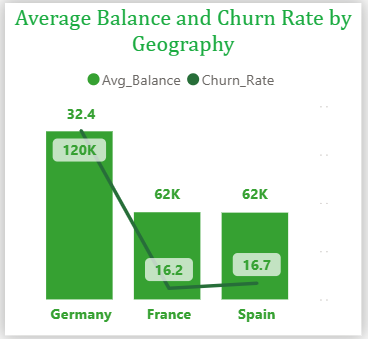 Average Balance and Churn Rate by
Geography
Avg_Balance Churn_Rate
32.4
120K
62K 62K
16.2 16.7
Germany France Spain